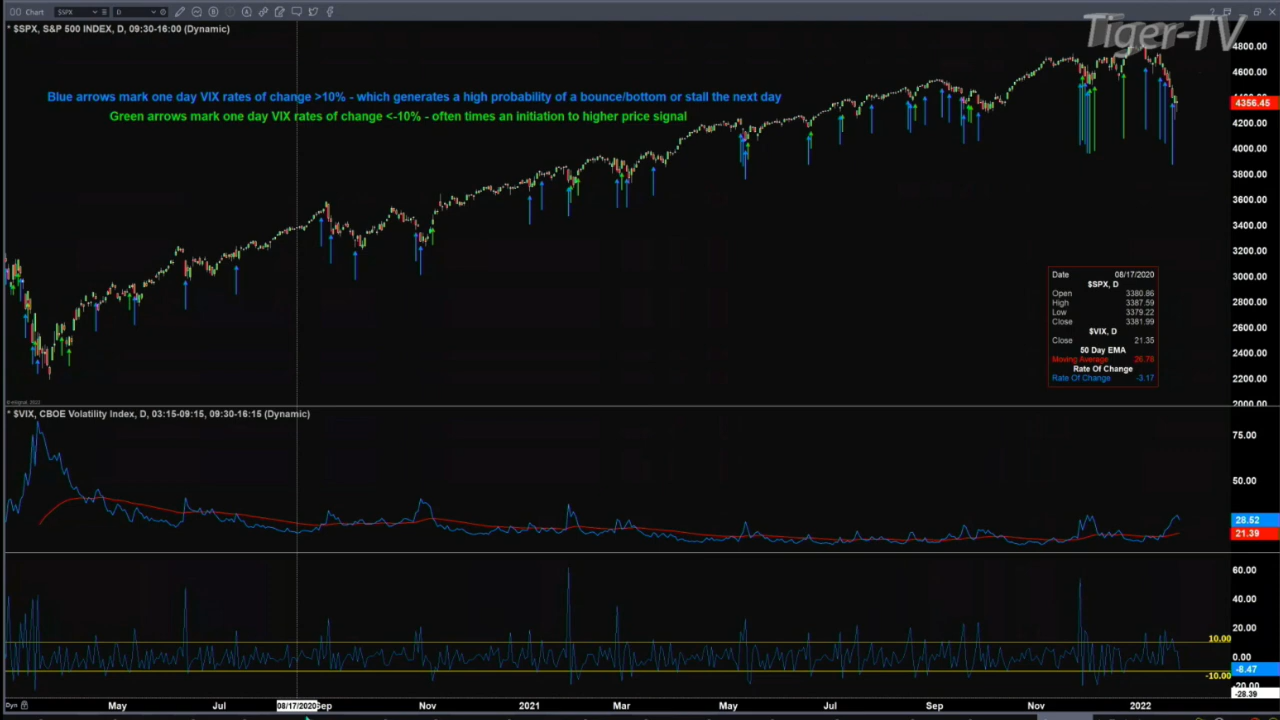 Chart $SPX D
Tiger-TV
* $SPX, S&P 500 INDEX, D, 09:30-16:00 (Dynamic)
Blue arrows mark one day VIX rates of change >10% - which generates a high probability of a bounce/bottom or stall the next day
Green arrows mark one day VIX rates of change <-10% - often times an initiation to higher price signal
4800.00
4600.00
4356.45
4200.00
4000.00
3800.00
3600.00
3400.00
3200.00
3000.00
2800.00
2600.00
2400.00
2200.00
2000.00
Date 08/17/2020
$SPX, D
Open 3380.86
High 3387.59
Low 3379.22
Close 3381.99
$VIX, D
Close 21.35
50 Day EMA
Moving Average 26.78
Rate Of Change
Rate Of Change -3.17
© eSignal, 2022
* $VIX, CBOE Volatility Index, D, 03:15-09:15, 09:30-16:15 (Dynamic)
75.00
50.00
28.52
21.39
60.00
40.00
20.00
10.00
0.00
-8.47
-10.00
-20.00
-28.39
Dyn May Jul 08/17/2020 Sep Nov 2021 Mar May Jul Sep Nov 2022